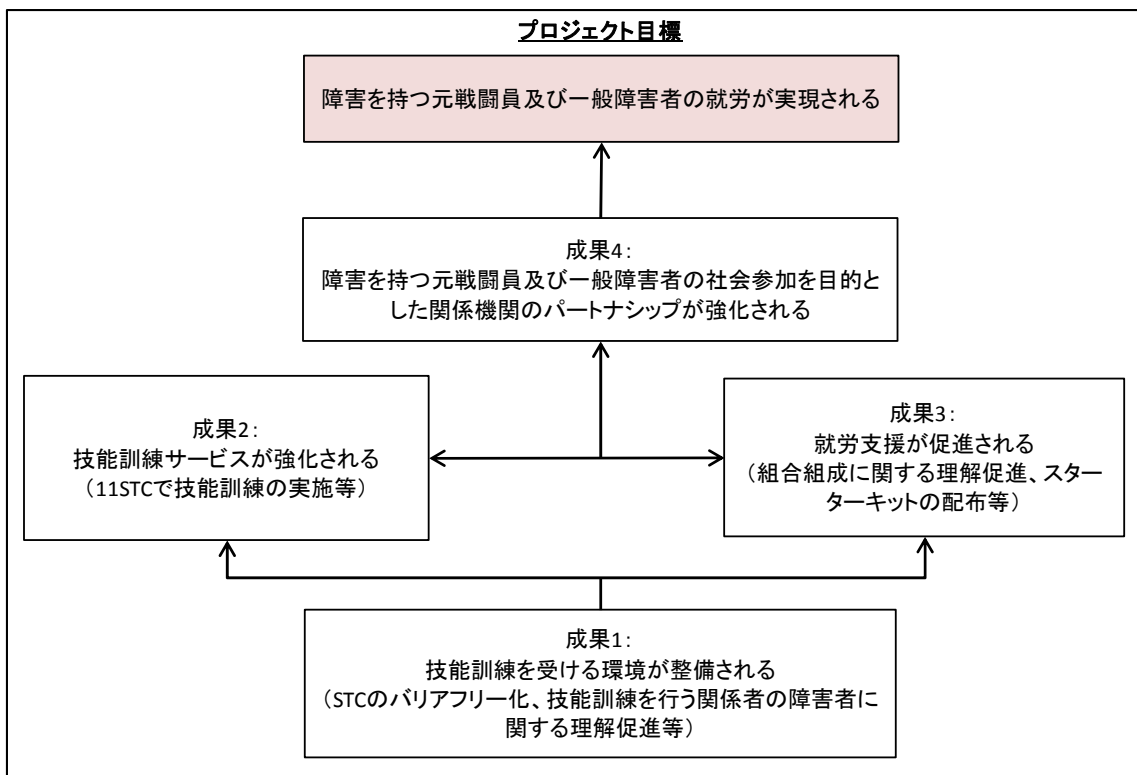 プロジェクト目標
障害を持つ元戦闘員及び一般障害者の就労が実現される
成果4：
障害を持つ元戦闘員及び一般障害者の社会参加を目的と
した関係機関のパートナシップが強化される
成果2：
技能訓練サービスが強化される
（11STCで技能訓練の実施等）
成果3：
就労支援が促進される
（組合組成に関する理解促進、スター
ターキットの配布等）
成果1：
技能訓練を受ける環境が整備される
（STCのバリアフリー化、技能訓練を行う関係者の障害者に
関する理解促進等）